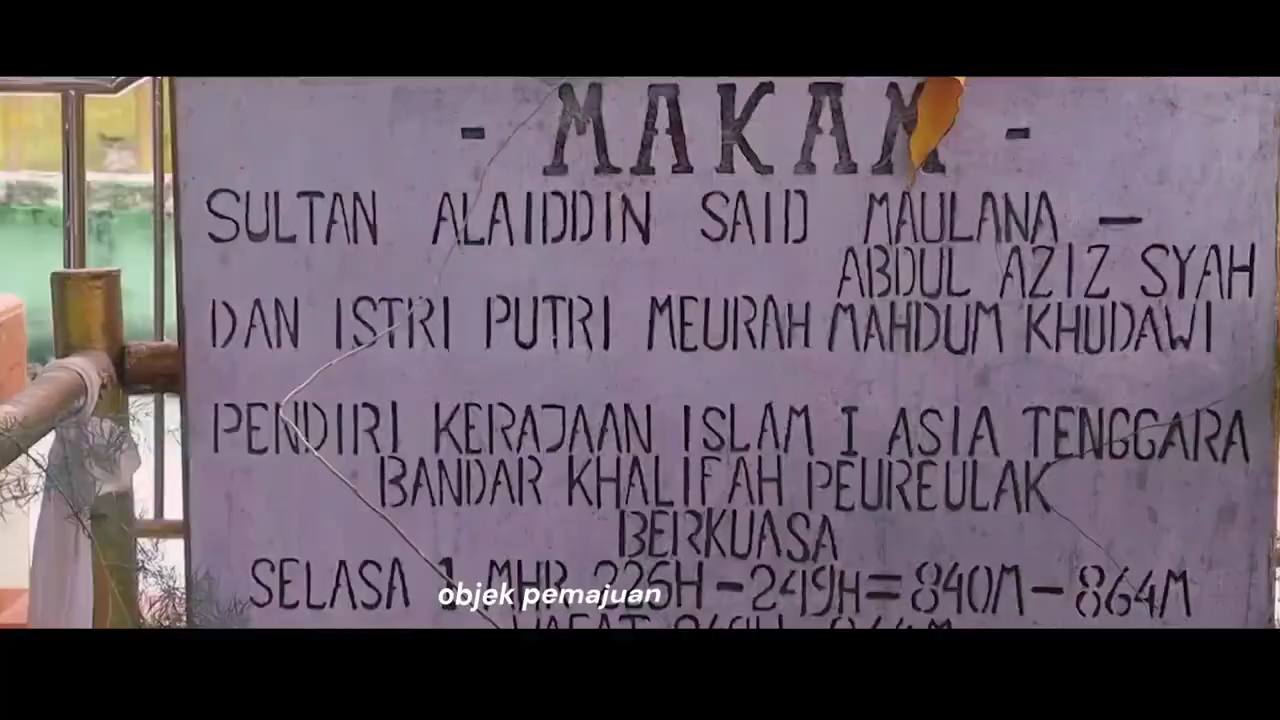 - MAKAM -
SULTAN ALAIDDIN SAID MAULANA —
ABDUL AZIZ SYAH
DAN ISTRI PUTRI MEURAH MAHDUM KHUDAWI
PENDIRI KERAJAAN ISLAM I ASIA TENGGARA
BANDAR KHALIFAH PEUREULAK
BERKUASA
SELASA 1 MHR 226H - 249H = 840M - 864M
objek pemajuan